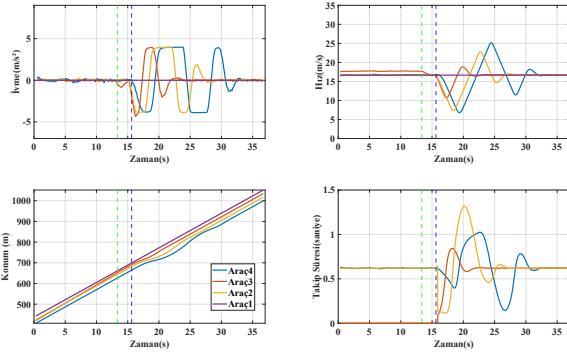 5
0
-5
İvme(m/s²)
0 5 10 15 20 25 30 35
Zaman(s)
35
30
25
20
15
10
5
0
Hız(m/s)
0 5 10 15 20 25 30 35
Zaman(s)
1000
900
800
700
600
500
Konum (m)
Araç4
Araç3
Araç2
Araç1
0 5 10 15 20 25 30 35
Zaman(s)
1.5
1
0.5
0
Takip Süresi(saniye)
0 5 10 15 20 25 30 35
Zaman(s)